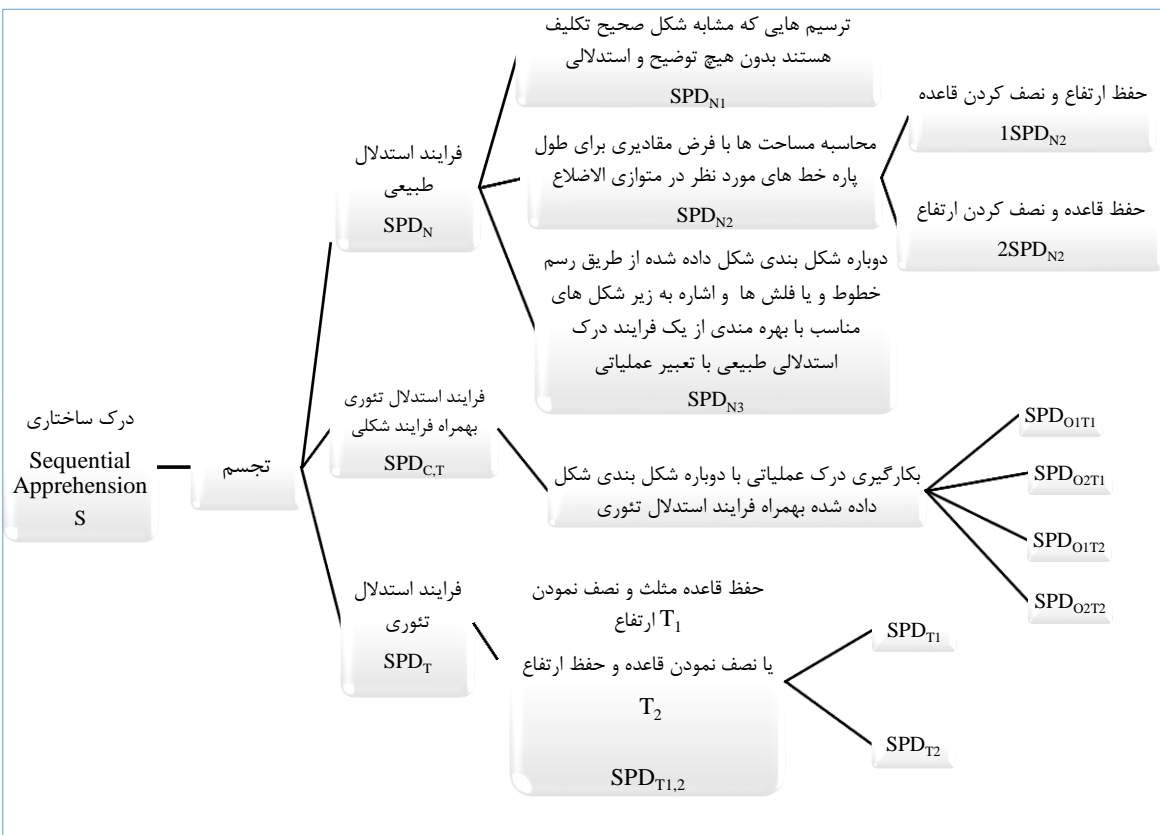 درک ساختاری
Sequential
Apprehension
S
تجسم
فرایند استدلال
طبیعی
SPD_N
ترسیم هایی که مشابه شکل صحیح تکلیف
هستند بدون هیچ توضیح و استدلالی
SPD_N1
محاسبه مساحت ها با فرض مقادیری برای طول
پاره خط های مورد نظر در متوازی الاضلاع
SPD_N2
حفظ ارتفاع و نصف کردن قاعده
1SPD_N2
حفظ قاعده و نصف کردن ارتفاع
2SPD_N2
دوباره شکل بندی شکل داده شده از طریق رسم
خطوط و یا فلش ها و اشاره به زیر شکل های
مناسب با بهره مندی از یک فرایند درک
استدلالی طبیعی با تعبیر عملیاتی
SPD_N3
فرایند استدلال تئوری
بهمراه فرایند شکلی
SPD_C,T
بکارگیری درک عملیاتی با دوباره شکل بندی شکل
داده شده بهمراه فرایند استدلال تئوری
SPD_O1T1
SPD_O2T1
SPD_O1T2
SPD_O2T2
فرایند استدلال
تئوری
SPD_T
حفظ قاعده مثلث و نصف نمودن
ارتفاع T_1
یا نصف نمودن قاعده و حفظ ارتفاع
T_2
SPD_T1,2
SPD_T1
SPD_T2